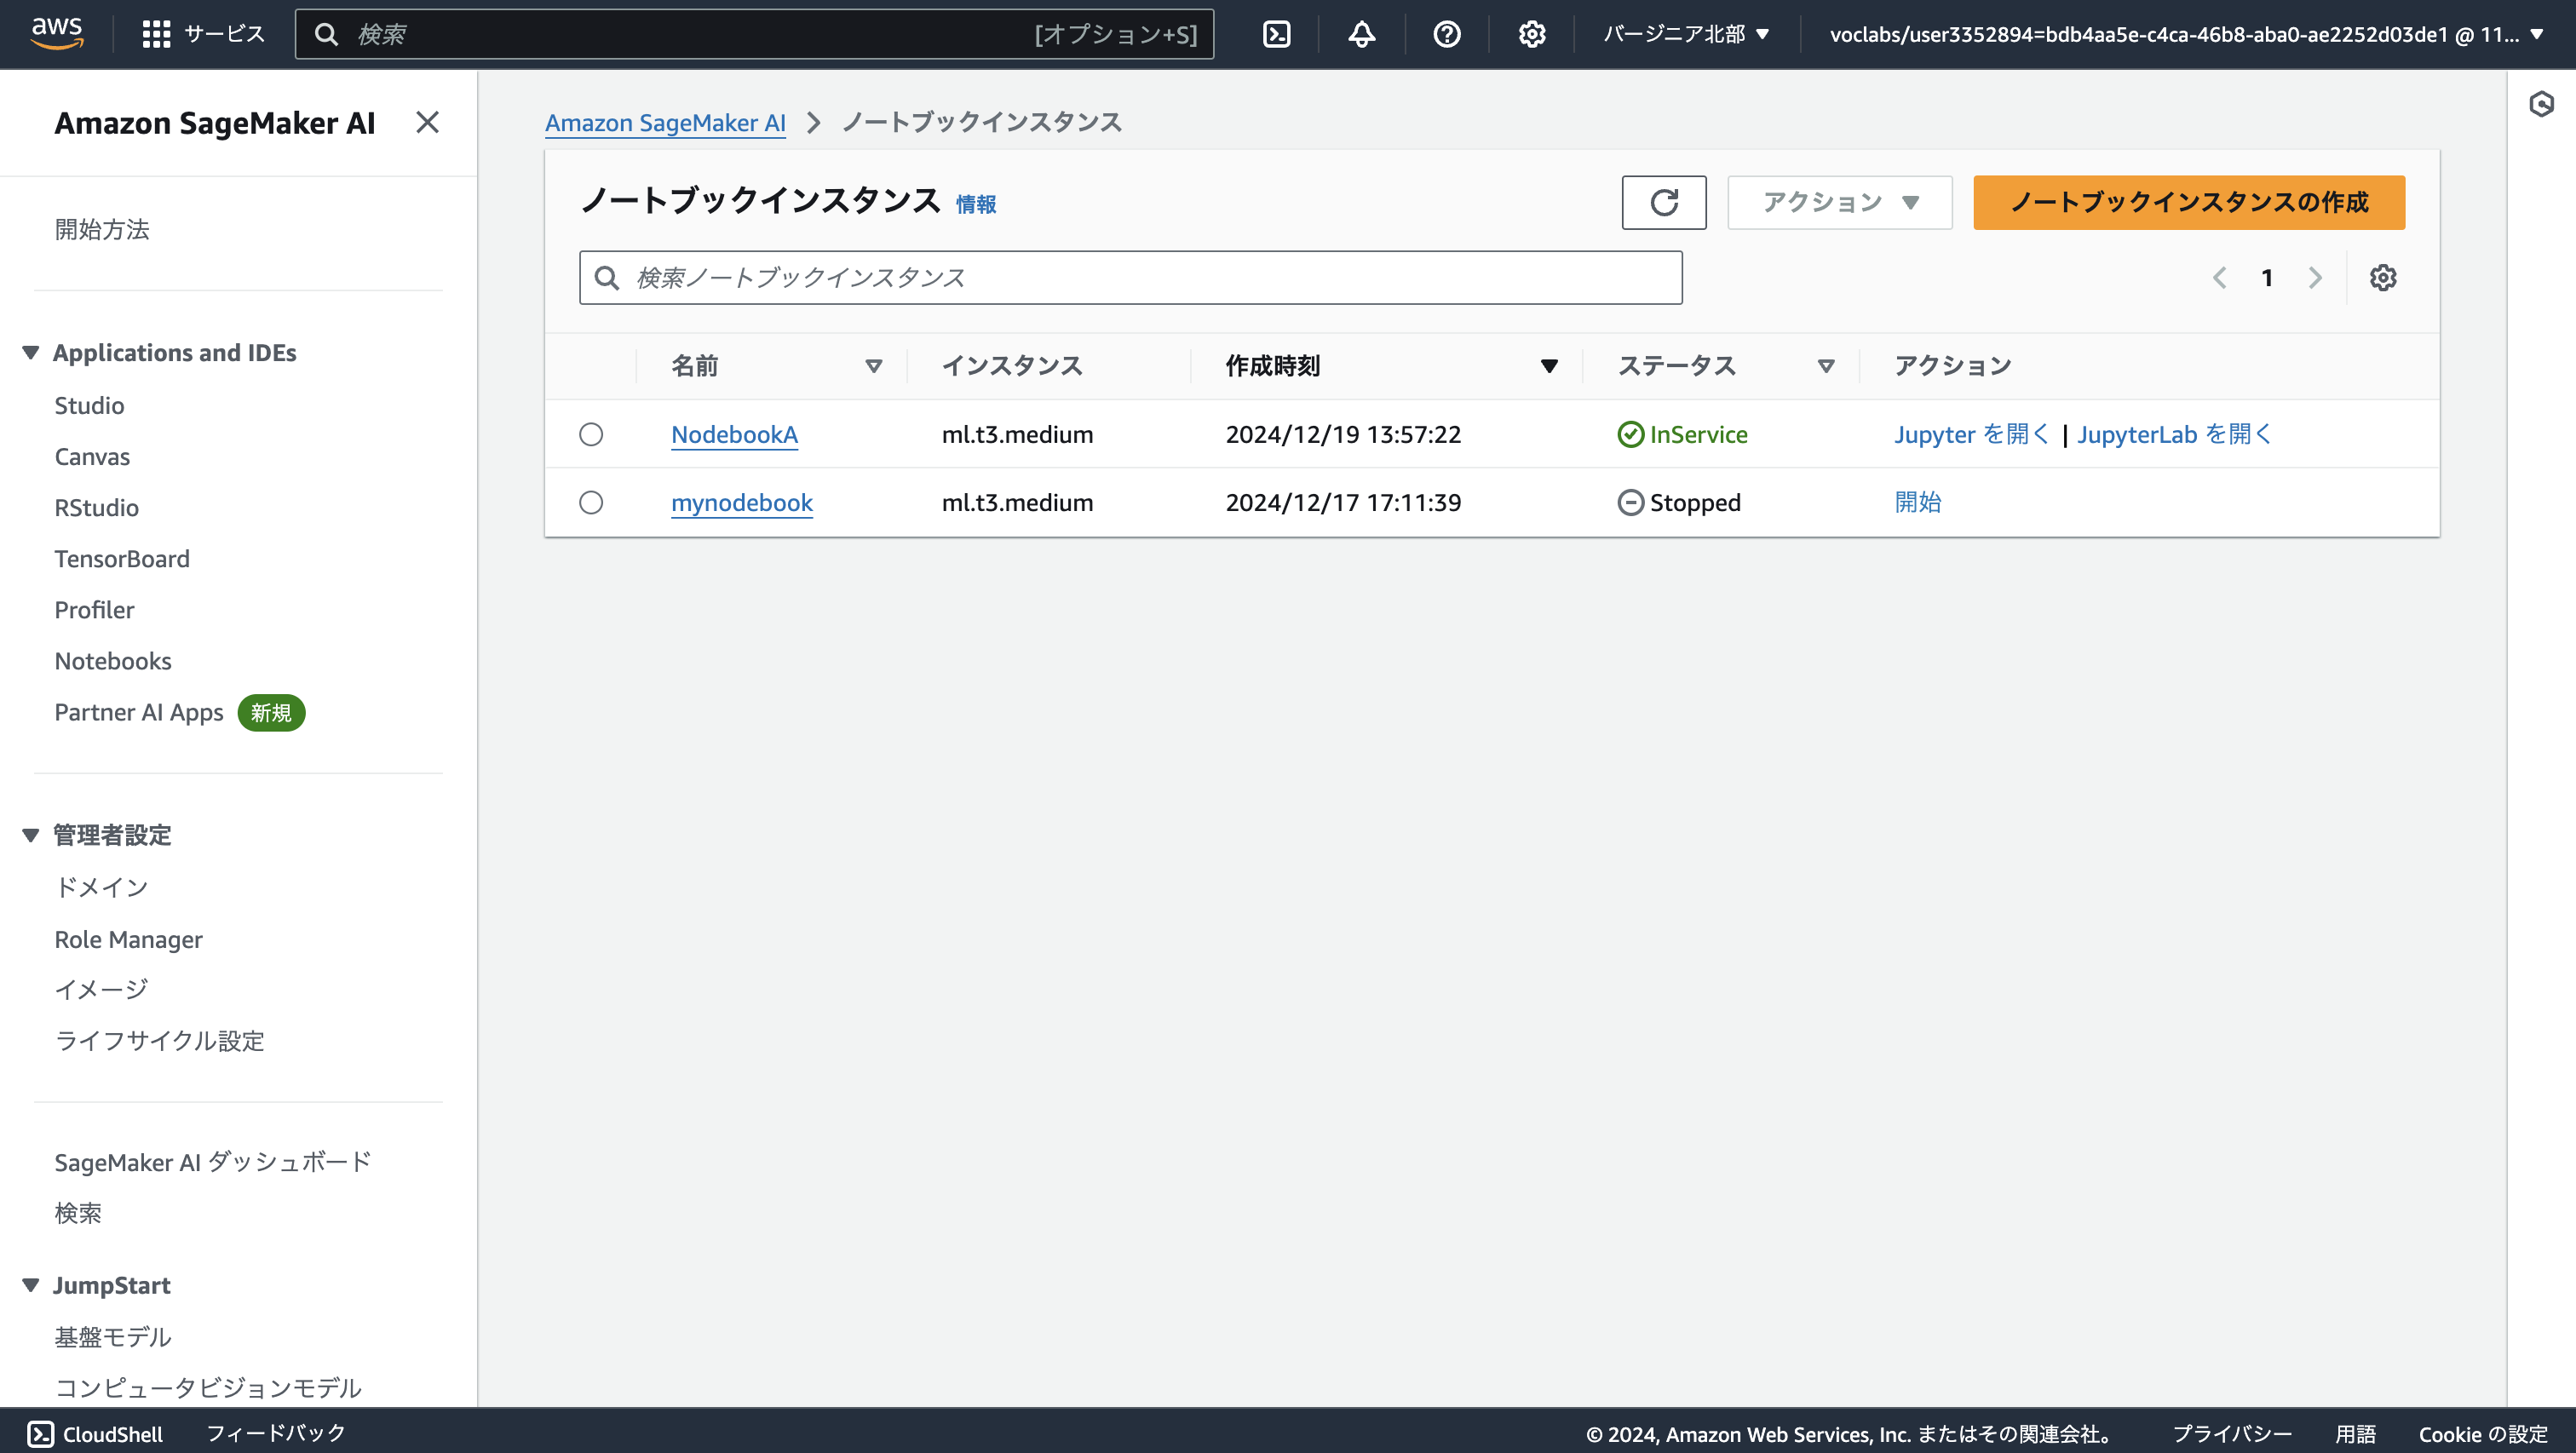 aws サービス 検索 [オプション+S] バージニア北部 voclabs/user3352894=bdb4aa5e-c4ca-46b8-aba0-ae2252d03de1 @ 11...
Amazon SageMaker AI
開始方法
Applications and IDEs
Studio
Canvas
RStudio
TensorBoard
Profiler
Notebooks
Partner AI Apps 新規
管理者設定
ドメイン
Role Manager
イメージ
ライフサイクル設定
SageMaker AI ダッシュボード
検索
JumpStart
基盤モデル
コンピュータビジョンモデル
Amazon SageMaker AI ノートブックインスタンス
ノートブックインスタンス 情報 アクション ノートブックインスタンスの作成
検索ノートブックインスタンス 1
名前 インスタンス 作成時刻 ステータス アクション
NodebookA ml.t3.medium 2024/12/19 13:57:22 InService Jupyter を開く | JupyterLab を開く
mynodebook ml.t3.medium 2024/12/17 17:11:39 Stopped 開始
CloudShell フィードバック © 2024, Amazon Web Services, Inc. またはその関連会社。 プライバシー 用語 Cookie の設定